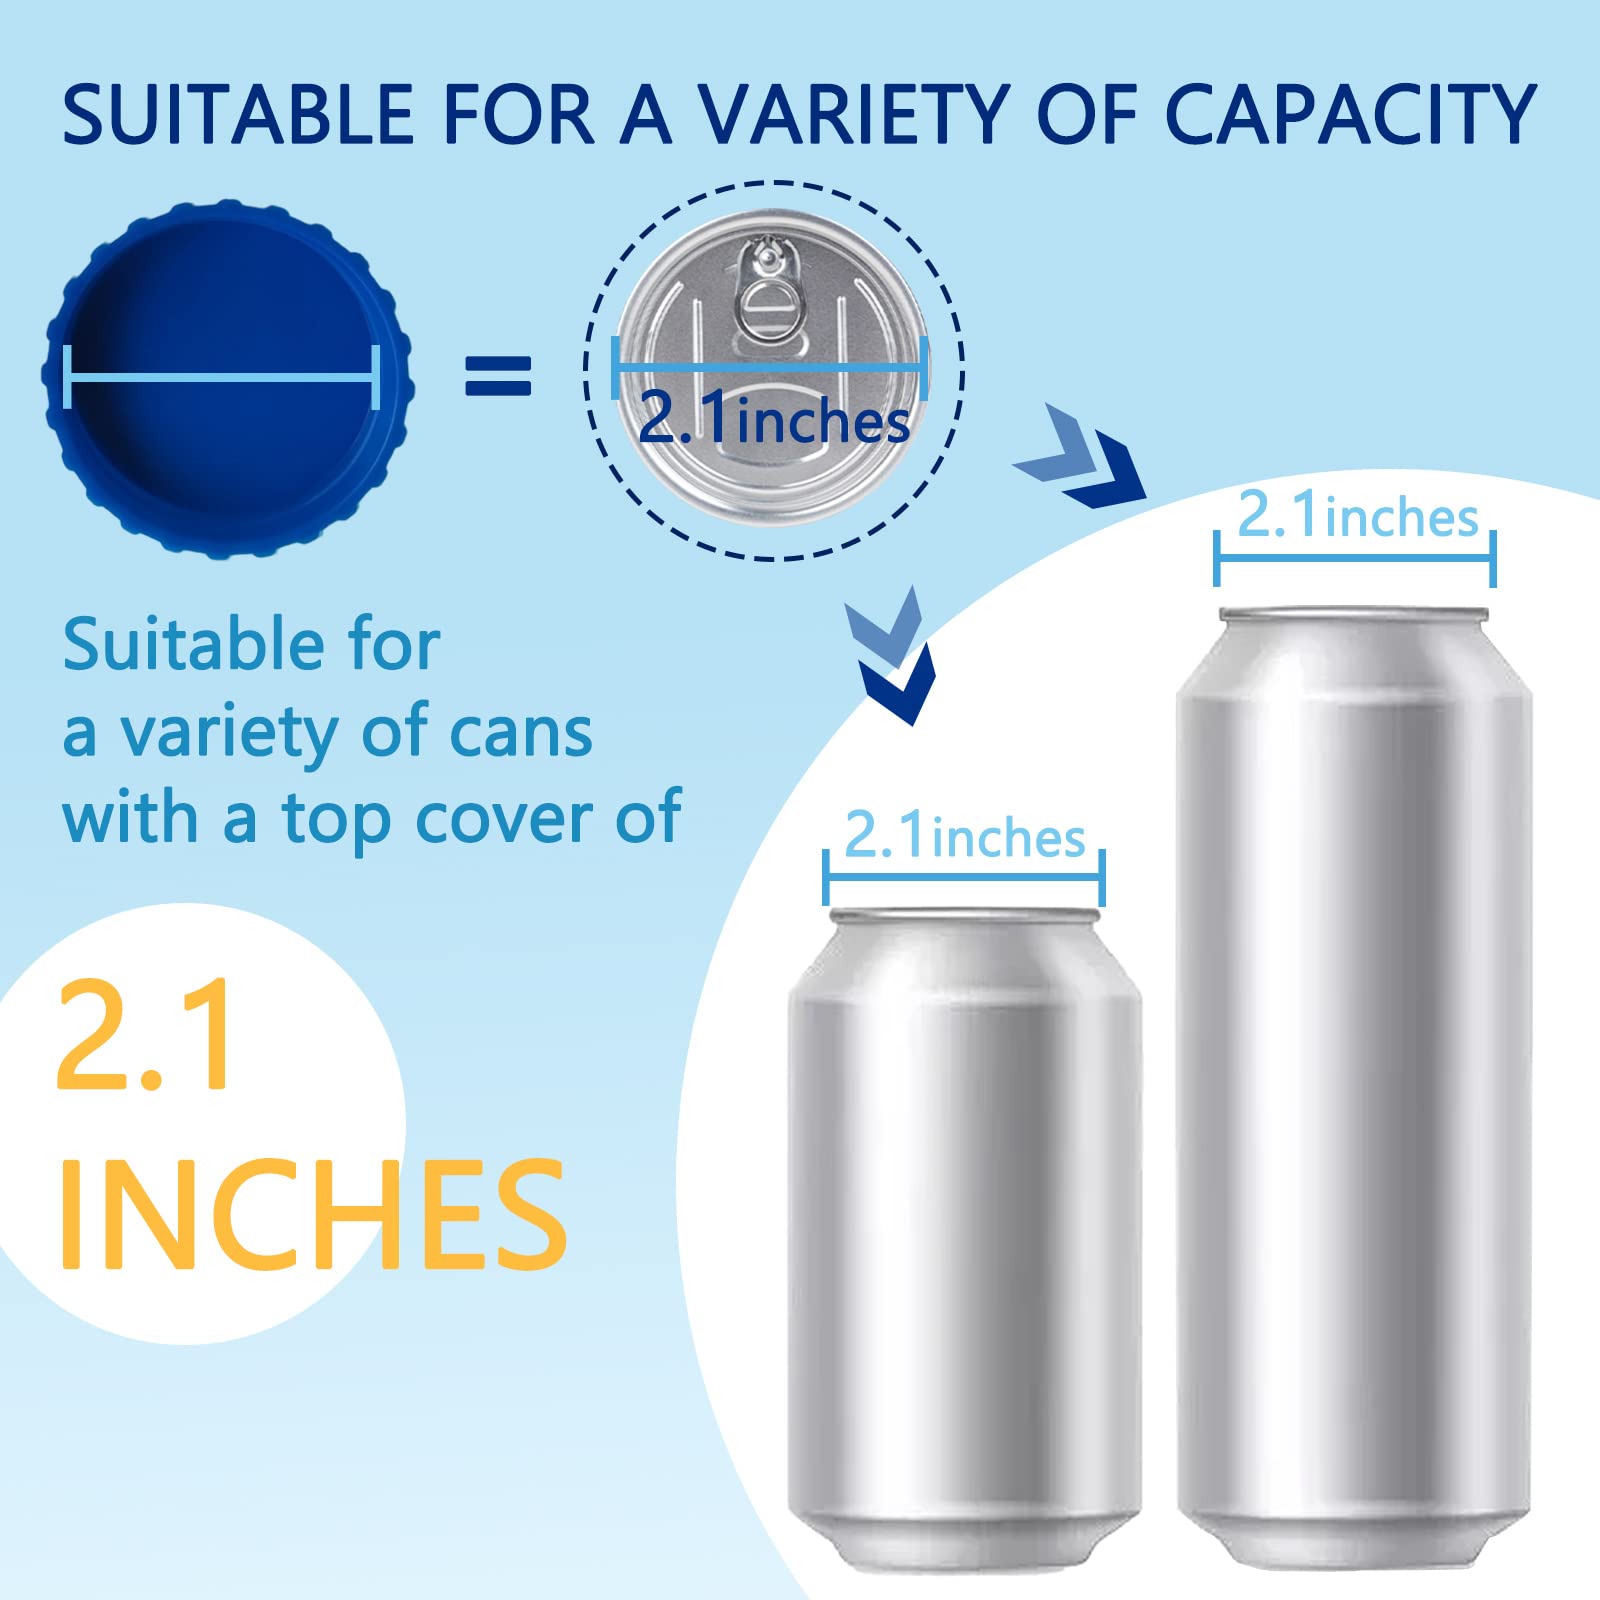 SUITABLE FOR A VARIETY OF CAPACITY
=
2.1inches
2.1inches
Suitable for
a variety of cans
with a top cover of
2.1inches
2.1
INCHES